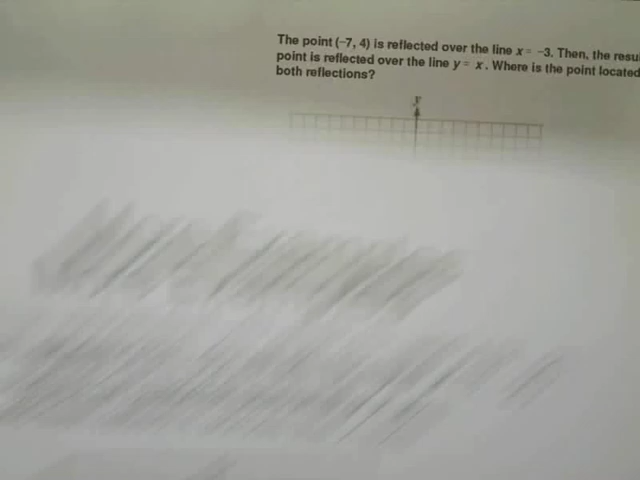 The point (-7, 4) is reflected over the line x = -3. Then, the resu
point is reflected over the line y = x. Where is the point located
both reflections?
y